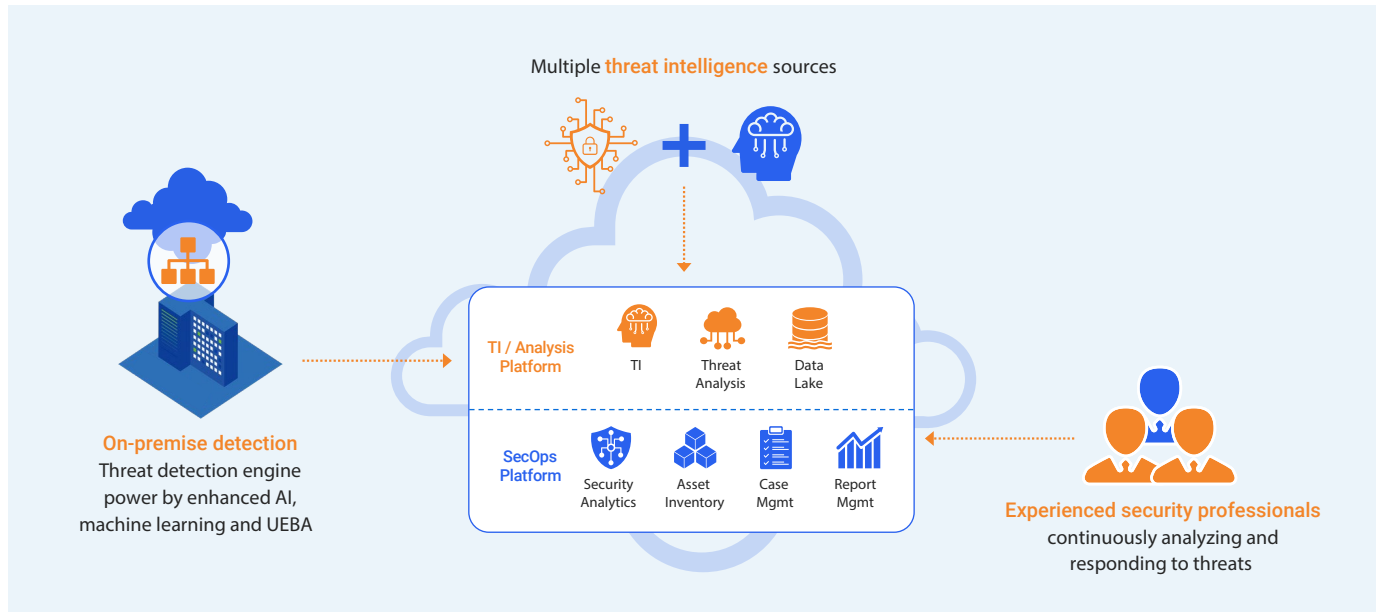 Multiple threat intelligence sources
TI / Analysis
Platform
TI
Threat
Analysis
Data
Lake
On-premise detection
Threat detection engine
power by enhanced AI,
machine learning and UEBA
SecOps
Platform
Security
Analytics
Asset
Inventory
Case
Mgmt
Report
Mgmt
Experienced security professionals
continuously analyzing and
responding to threats